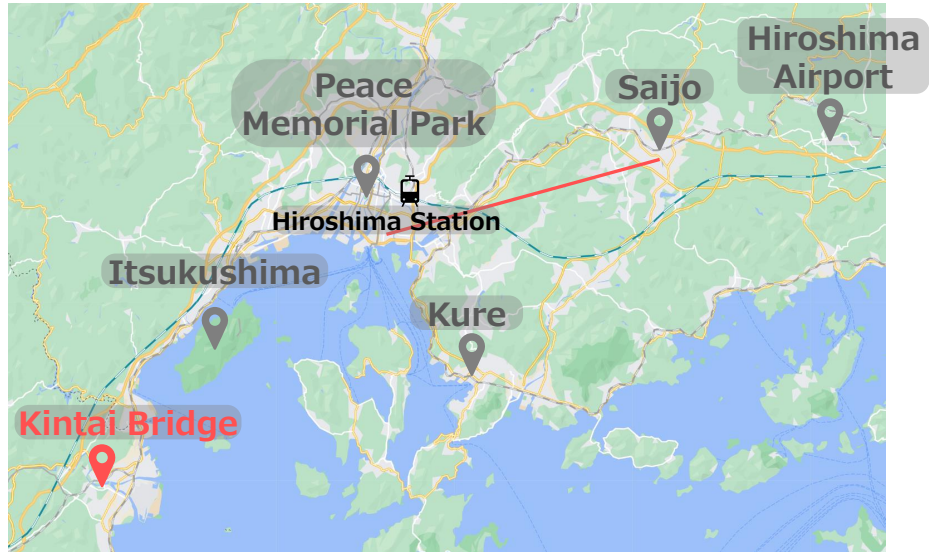 Hiroshima
Airport
Peace
Memorial Park
Saijo
Hiroshima Station
Itsukushima
Kure
Kintai Bridge